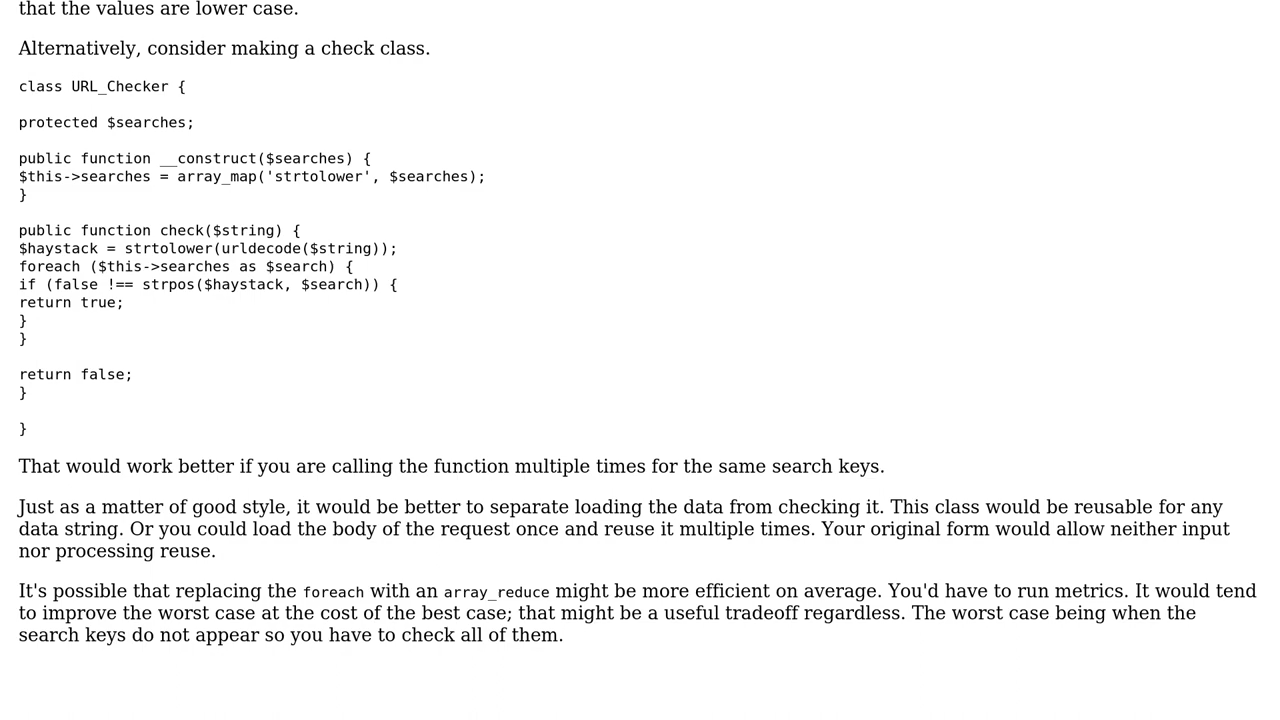 that the values are lower case.
Alternatively, consider making a check class.
class URL_Checker {
protected $searches;
public function __construct($searches) {
$this->searches = array_map('strtolower', $searches);
}
public function check($string) {
$haystack = strtolower(urldecode($string));
foreach ($this->searches as $search) {
if (false !== strpos($haystack, $search)) {
return true;
}
}
return false;
}
}
That would work better if you are calling the function multiple times for the same search keys.
Just as a matter of good style, it would be better to separate loading the data from checking it. This class would be reusable for any
data string. Or you could load the body of the request once and reuse it multiple times. Your original form would allow neither input
nor processing reuse.
It's possible that replacing the foreach with an array_reduce might be more efficient on average. You'd have to run metrics. It would tend
to improve the worst case at the cost of the best case; that might be a useful tradeoff regardless. The worst case being when the
search keys do not appear so you have to check all of them.